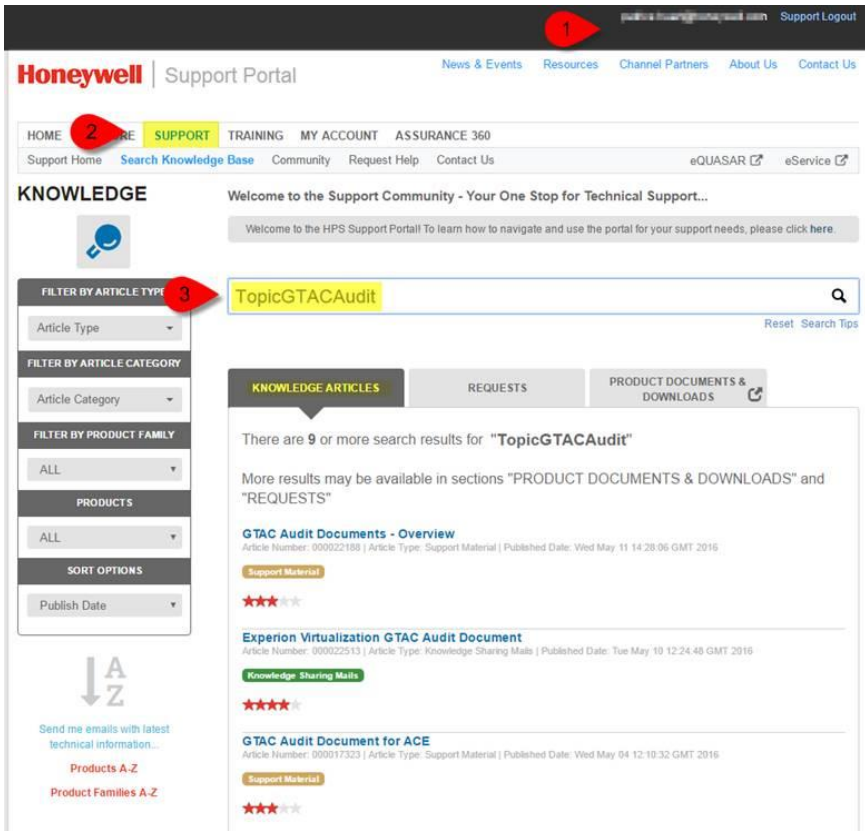 1
Support Logout
Honeywell | Support Portal
News & Events Resources Channel Partners About Us Contact Us
HOME 2 RE SUPPORT TRAINING MY ACCOUNT ASSURANCE 360
Support Home Search Knowledge Base Community Request Help Contact Us eQUASAR eService
KNOWLEDGE
Welcome to the Support Community - Your One Stop for Technical Support...
Welcome to the HPS Support Portal! To learn how to navigate and use the portal for your support needs, please click here.
FILTER BY ARTICLE TYPE
3
TopicGTACAudit
Article Type
Reset Search Tips
FILTER BY ARTICLE CATEGORY
Article Category
FILTER BY PRODUCT FAMILY
ALL
PRODUCTS
ALL
SORT OPTIONS
Publish Date
A
Z
Send me emails with latest
technical information...
Products A-Z
Product Families A-Z
KNOWLEDGE ARTICLES
REQUESTS
PRODUCT DOCUMENTS &
DOWNLOADS
There are 9 or more search results for "TopicGTACAudit"
More results may be available in sections "PRODUCT DOCUMENTS & DOWNLOADS" and
"REQUESTS"
GTAC Audit Documents - Overview
Article Number: 000022188 | Article Type: Support Material | Published Date: Wed May 11 14:28:06 GMT 2016
Support Material
Experion Virtualization GTAC Audit Document
Article Number: 000022513 | Article Type: Knowledge Sharing Mails | Published Date: Tue May 10 12:24:48 GMT 2016
Knowledge Sharing Mails
GTAC Audit Document for ACE
Article Number: 000017323 | Article Type: Support Material | Published Date: Wed May 04 12:10:32 GMT 2016
Support Material